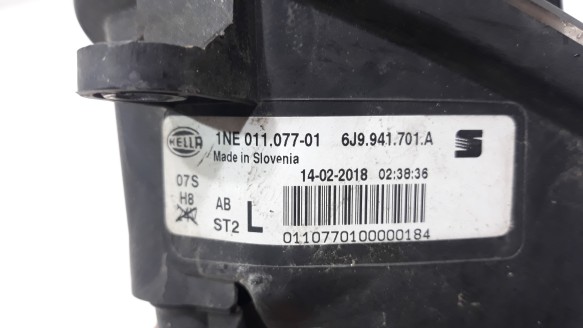 HELLA 1NE 011.077-01 6J9.941.701.A
Made in Slovenia
14-02-2018 02:38:36
07S
H8 AB
ST2 L
0110770100000184